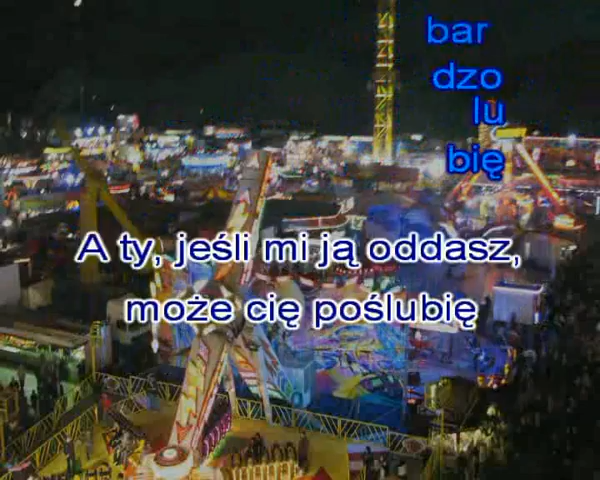 bar
dzo
lu
bię
A ty, jeśli mi ją oddasz,
może cię poślubię